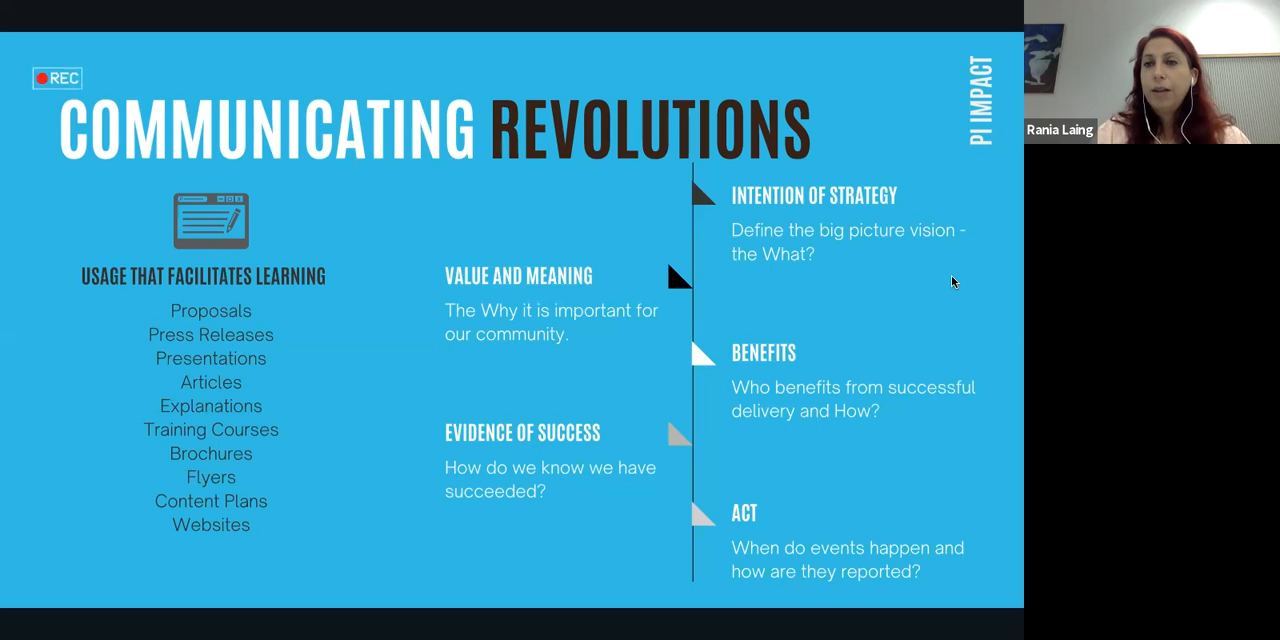 REC
COMMUNICATING REVOLUTIONS
PI IMPACT
Rania Laing
USAGE THAT FACILITATES LEARNING
Proposals
Press Releases
Presentations
Articles
Explanations
Training Courses
Brochures
Flyers
Content Plans
Websites
INTENTION OF STRATEGY
Define the big picture vision -
the What?
VALUE AND MEANING
The Why it is important for
our community.
BENEFITS
Who benefits from successful
delivery and How?
EVIDENCE OF SUCCESS
How do we know we have
succeeded?
ACT
When do events happen and
how are they reported?